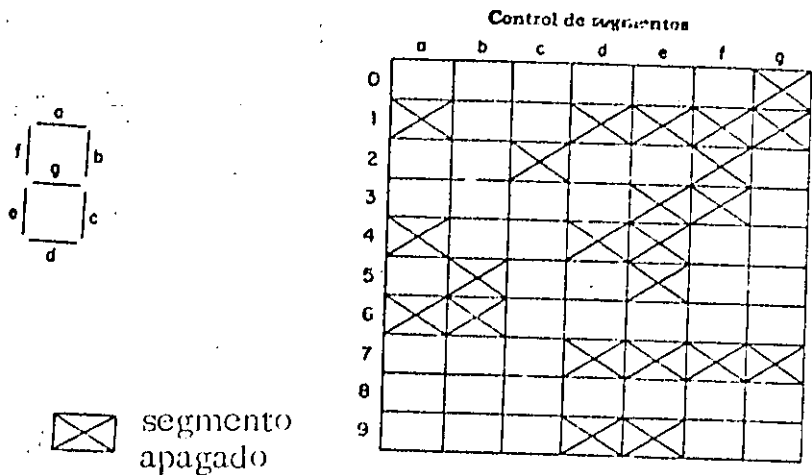 Control de segmentos
a b c d e f g
0
1
2
3
4
5
6
7
8
9
a
f b
g
e c
d
segmento
apagado